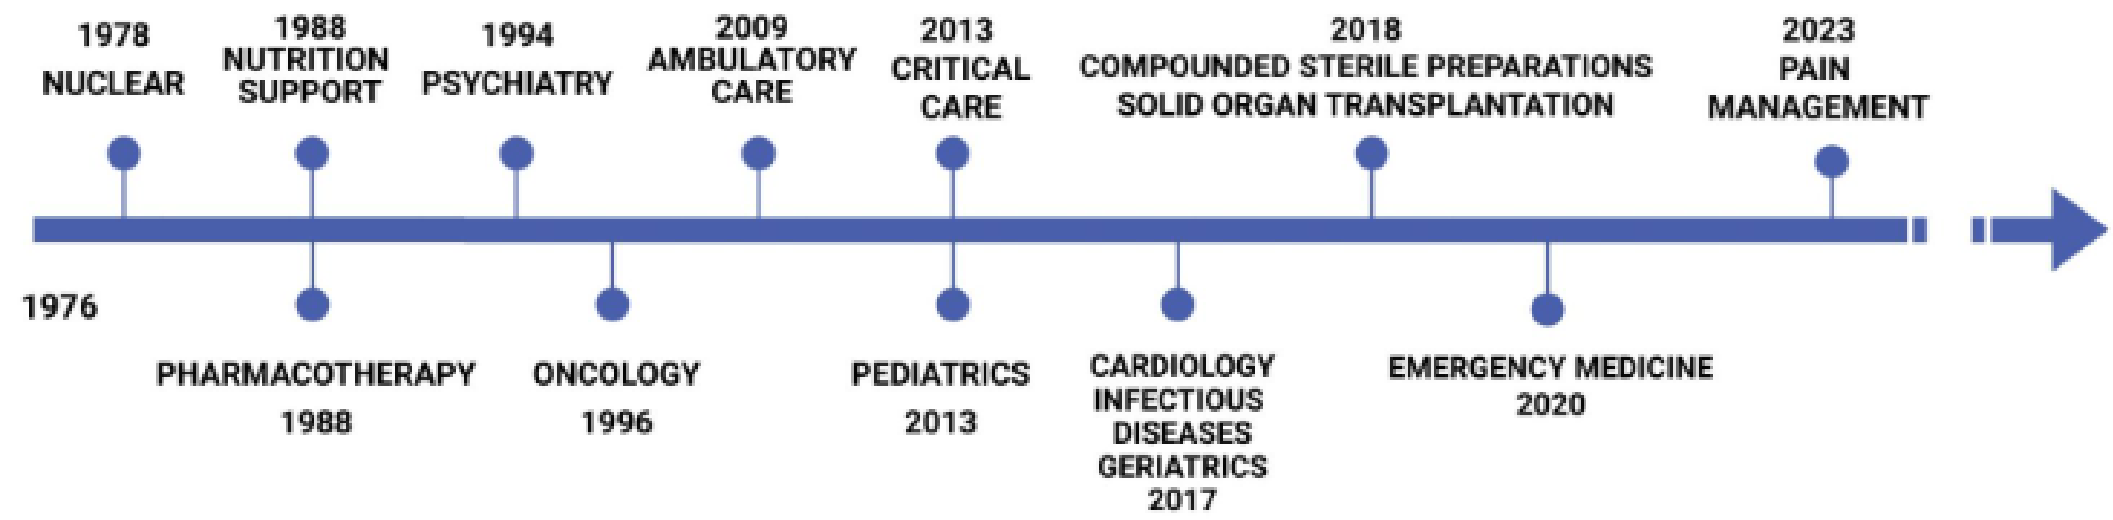 1978
NUCLEAR
1988
NUTRITION
SUPPORT
1994
PSYCHIATRY
2009
AMBULATORY
CARE
2013
CRITICAL
CARE
2018
COMPOUNDED STERILE PREPARATIONS
SOLID ORGAN TRANSPLANTATION
2023
PAIN
MANAGEMENT
1976
PHARMACOTHERAPY
1988
ONCOLOGY
1996
PEDIATRICS
2013
CARDIOLOGY
INFECTIOUS
DISEASES
GERIATRICS
2017
EMERGENCY MEDICINE
2020